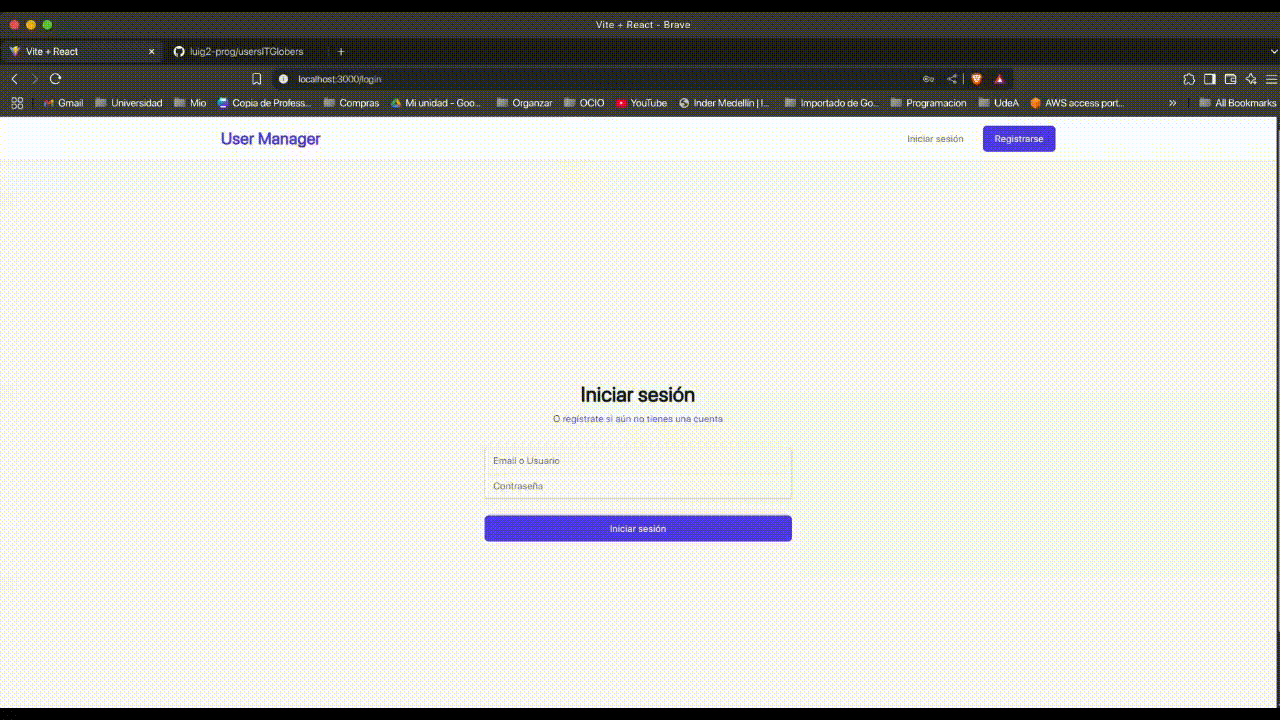 Vite + React - Brave
Vite + React
luig2-prog/usersITGlobers
localhost:3000/login
Gmail Universidad Mio Copia de Profess... Compras Mi unidad - Goo... Organzar OCIO YouTube Inder Medellín | I... Importado de Go... Programacion UdeA AWS access port... » All Bookmarks
User Manager
Iniciar sesión Registrarse
Iniciar sesión
O regístrate si aún no tienes una cuenta
Email o Usuario
Contraseña
Iniciar sesión